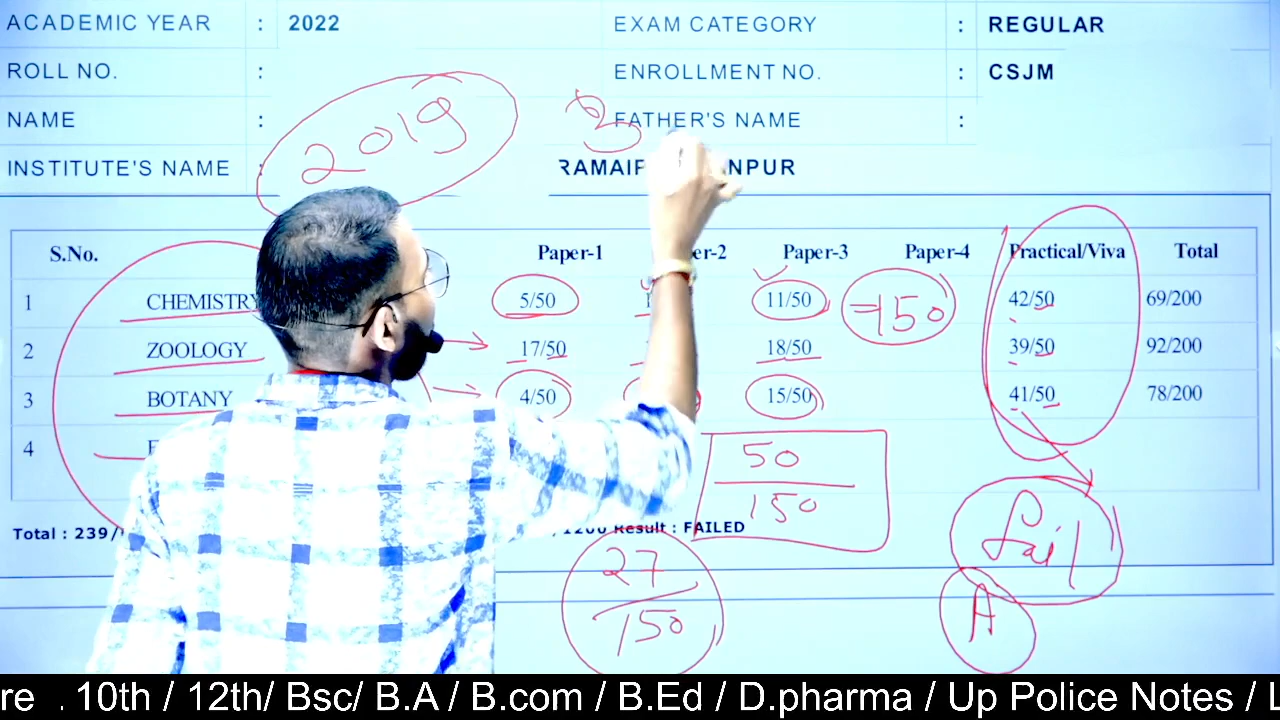 ACADEMIC YEAR : 2022 EXAM CATEGORY : REGULAR
ROLL NO. : ENROLLMENT NO. : CSJM
NAME : FATHER'S NAME :
2019
INSTITUTE'S NAME : NPUR
S.No. Paper-1 Paper-3 Paper-4 Practical/Viva Total
1 CHEMISTRY 5/50 11/50 150 42/50 69/200
2 ZOOLOGY 17/50 18/50 39/50 92/200
3 BOTANY 4/50 15/50 41/50 78/200
4
50
150
Total : 239/ Result : FAILED
Fail
27
150
A
10th / 12th/ Bsc/ B.A / B.com / B.Ed / D.pharma / Up Police Notes /